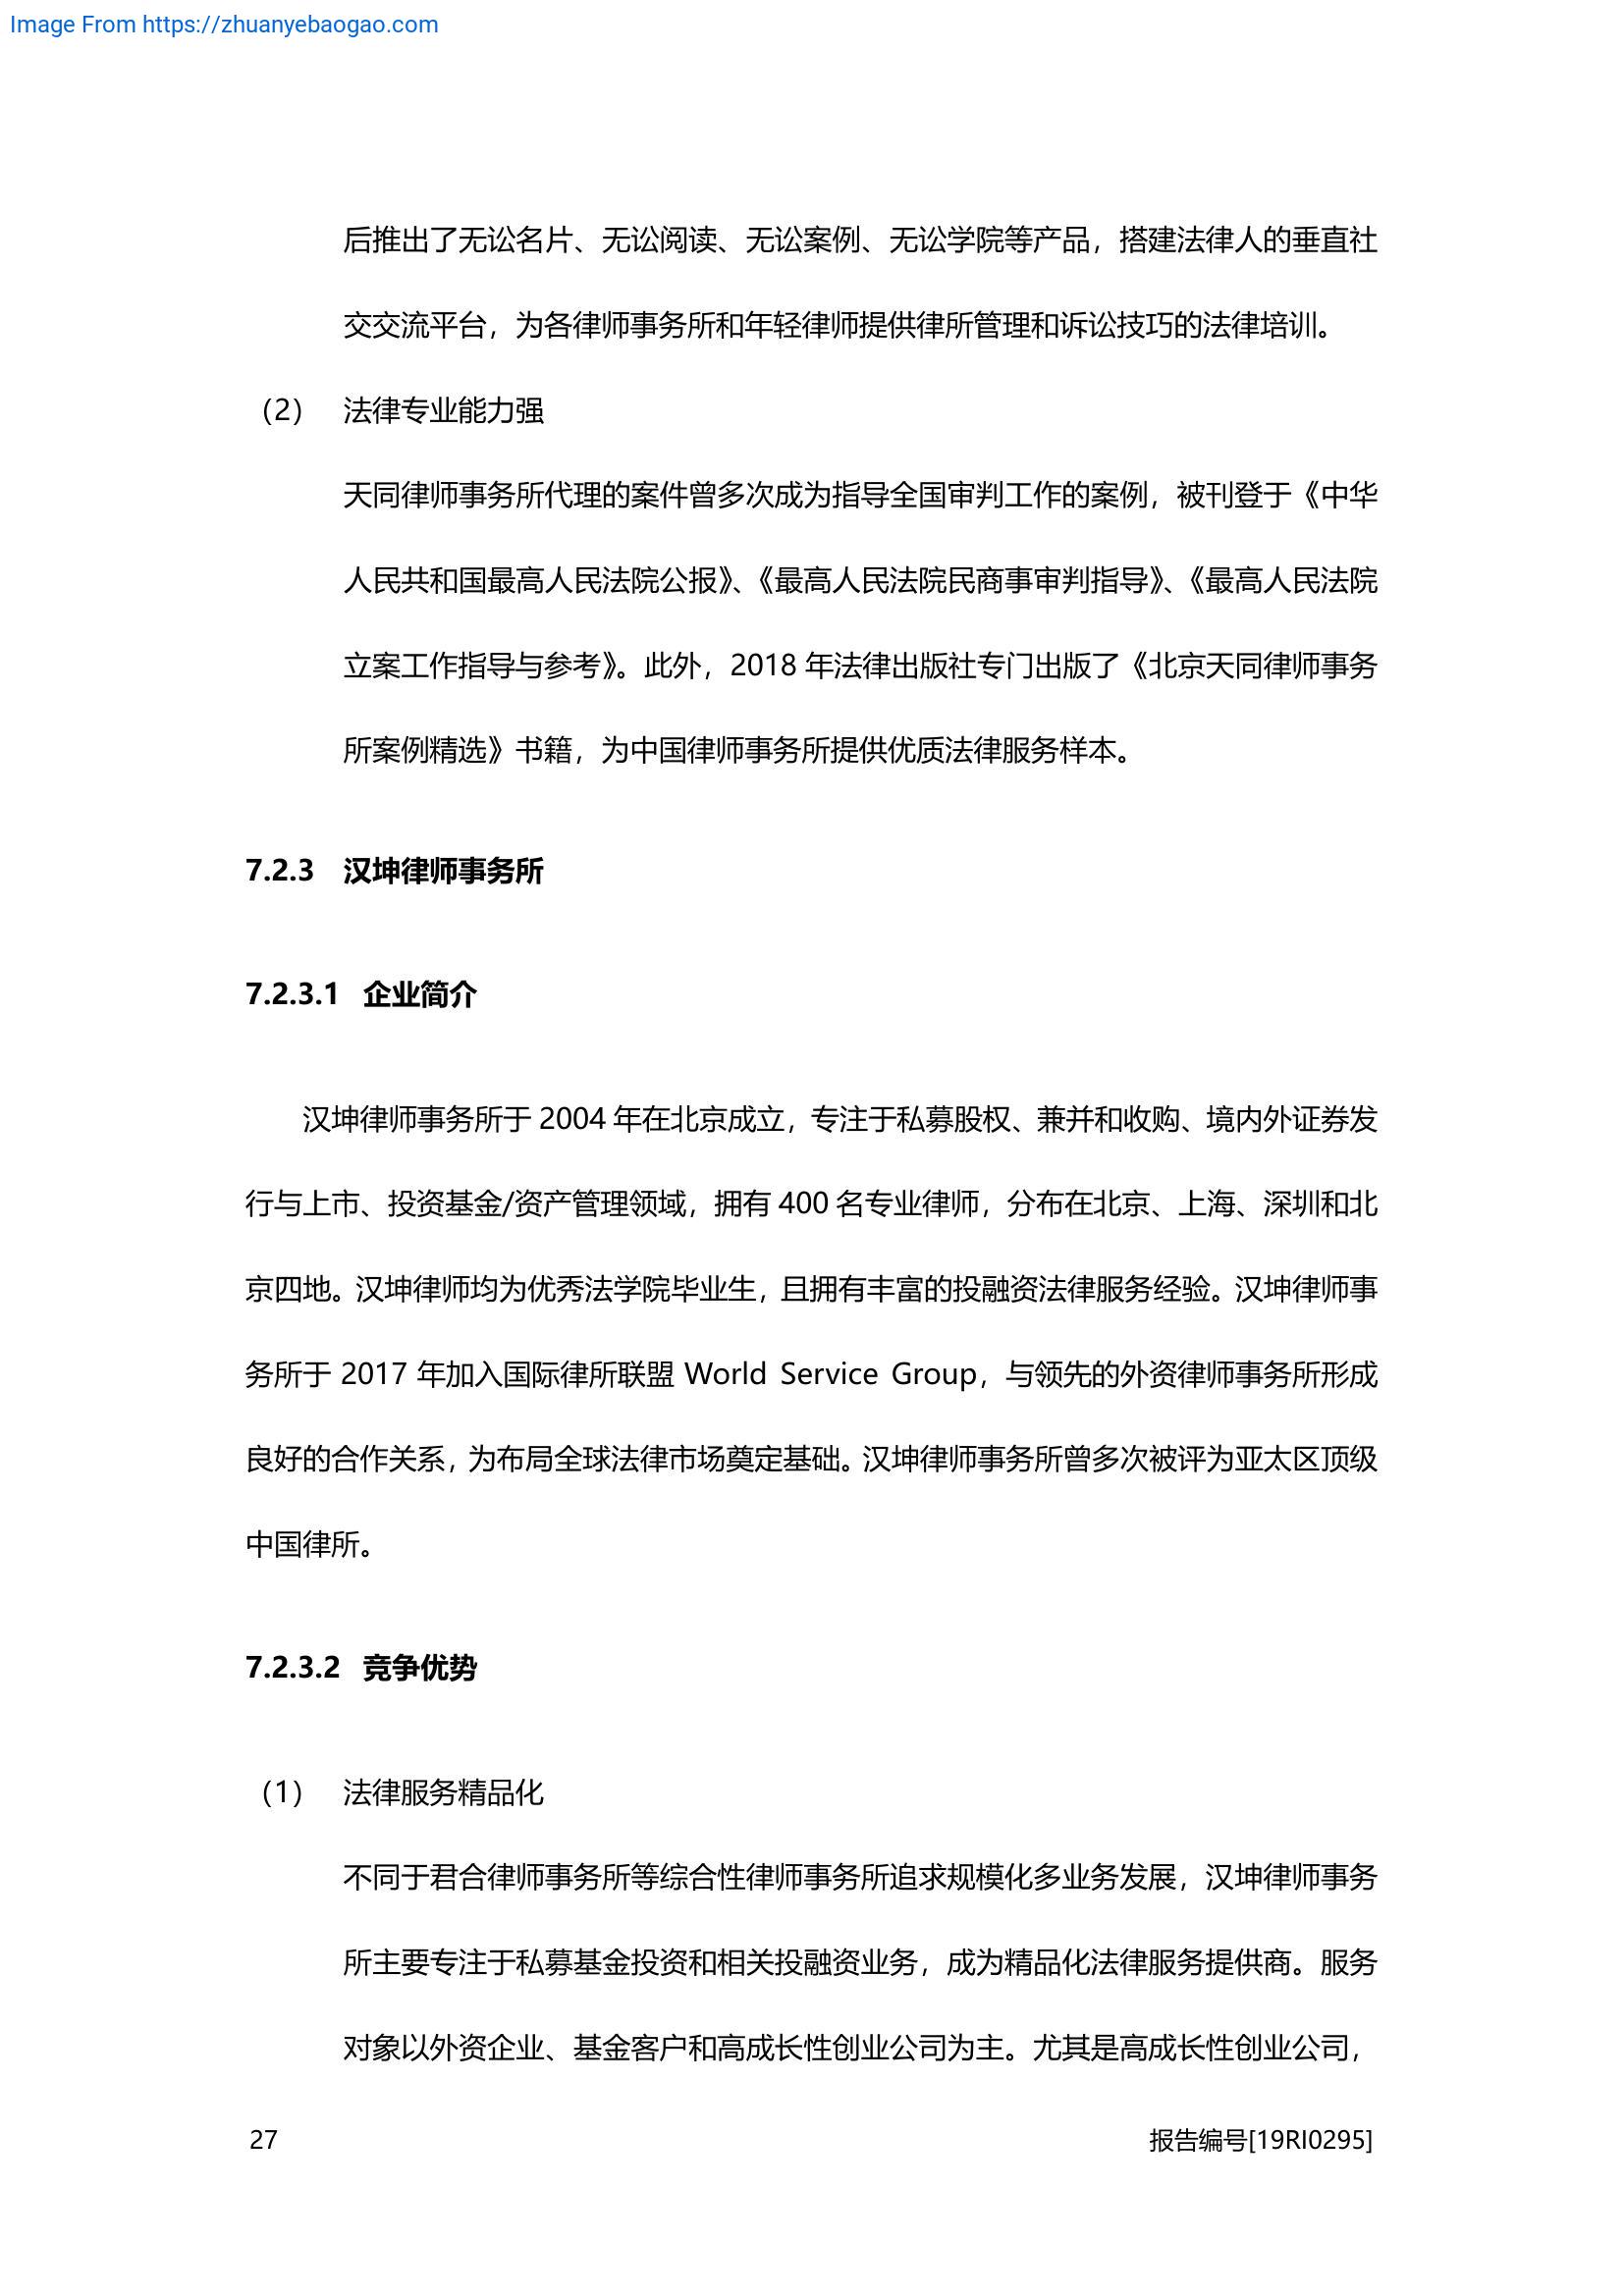 Image From https://zhuanyebaogao.com
后推出了无讼名片、无讼阅读、无讼案例、无讼学院等产品，搭建法律人的垂直社
交交流平台，为各律师事务所和年轻律师提供律所管理和诉讼技巧的法律培训。
（2） 法律专业能力强
天同律师事务所代理的案件曾多次成为指导全国审判工作的案例，被刊登于《中华
人民共和国最高人民法院公报》、《最高人民法院民商事审判指导》、《最高人民法院
立案工作指导与参考》。此外，2018 年法律出版社专门出版了《北京天同律师事务
所案例精选》书籍，为中国律师事务所提供优质法律服务样本。
7.2.3 汉坤律师事务所
7.2.3.1 企业简介
汉坤律师事务所于 2004 年在北京成立，专注于私募股权、兼并和收购、境内外证券发
行与上市、投资基金/资产管理领域，拥有 400 名专业律师，分布在北京、上海、深圳和北
京四地。汉坤律师均为优秀法学院毕业生，且拥有丰富的投融资法律服务经验。汉坤律师事
务所于 2017 年加入国际律所联盟 World Service Group，与领先的外资律师事务所形成
良好的合作关系，为布局全球法律市场奠定基础。汉坤律师事务所曾多次被评为亚太区顶级
中国律所。
7.2.3.2 竞争优势
（1） 法律服务精品化
不同于君合律师事务所等综合性律师事务所追求规模化多业务发展，汉坤律师事务
所主要专注于私募基金投资和相关投融资业务，成为精品化法律服务提供商。服务
对象以外资企业、基金客户和高成长性创业公司为主。尤其是高成长性创业公司，
27 报告编号[19RI0295]